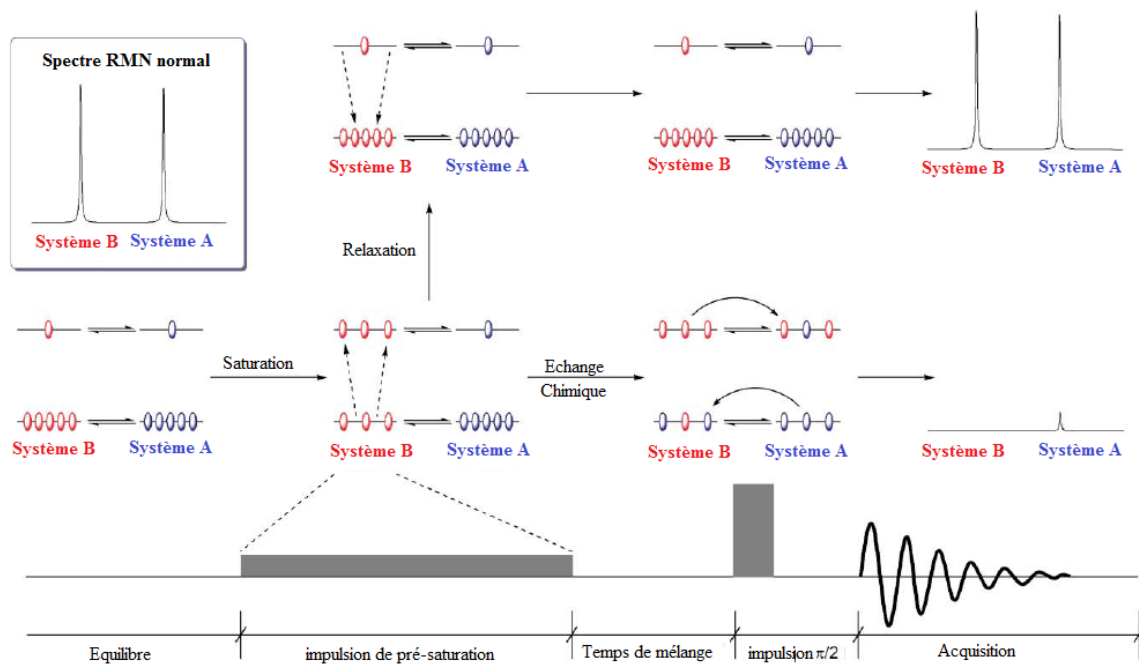 Spectre RMN normal
Système B
Système A
Système B
Système A
Système B
Système A
Système B
Système A
Relaxation
Saturation
Echange
Chimique
Système B
Système A
Système B
Système A
Système B
Système A
Système B
Système A
Equilibre
impulsion de pré-saturation
Temps de mélange
impulsion π/2
Acquisition